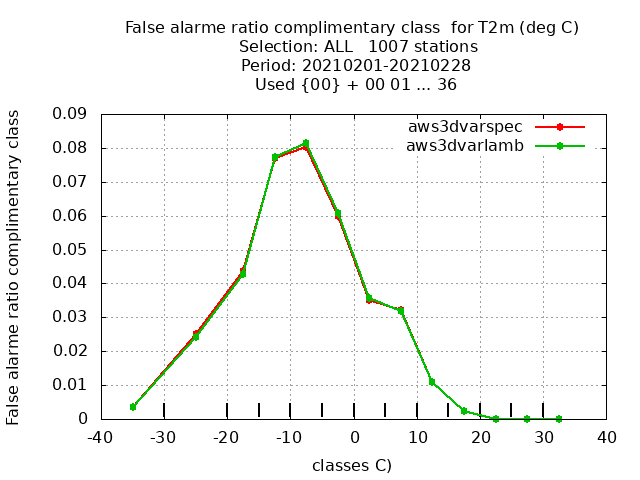 False alarme ratio complimentary class  for T2m (deg C)
Selection: ALL   1007 stations
Period: 20210201-20210228
Used {00} + 00 01 ... 36
False alarme ratio complimentary class
0.09
0.08
0.07
0.06
0.05
0.04
0.03
0.02
0.01
0
aws3dvarspec
aws3dvarlamb
-40 -30 -20 -10 0 10 20 30 40
classes C)